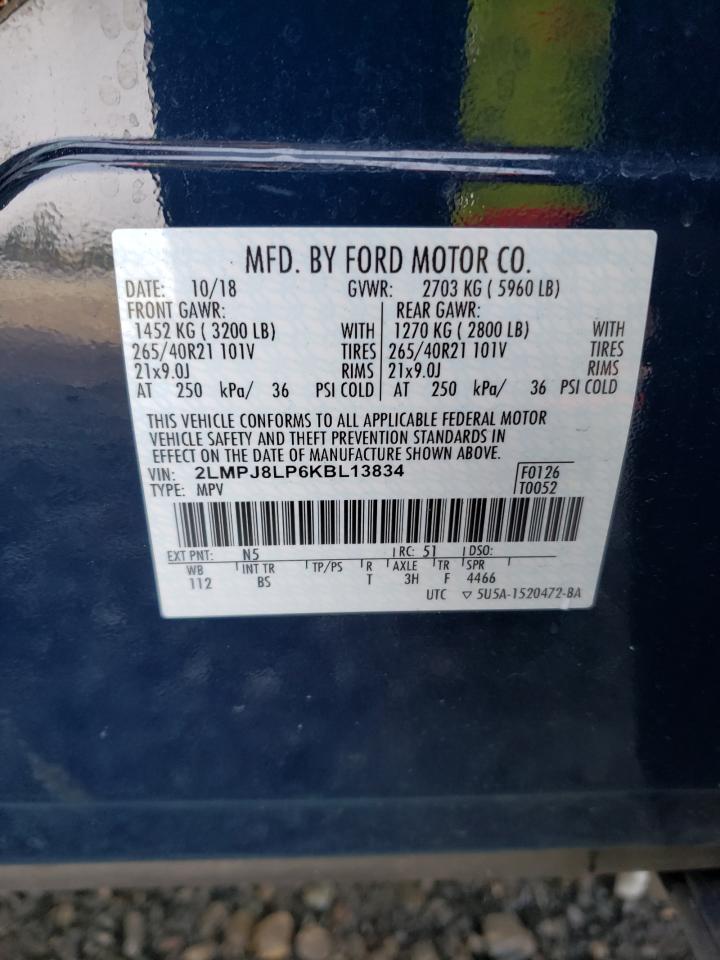 MFD. BY FORD MOTOR CO.
DATE: 10/18 GVWR: 2703 KG ( 5960 LB)
FRONT GAWR: REAR GAWR:
1452 KG ( 3200 LB) WITH 1270 KG ( 2800 LB) WITH
265/40R21 101V TIRES 265/40R21 101V TIRES
21x9.0J RIMS 21x9.0J RIMS
AT 250 kPa/ 36 PSI COLD AT 250 kPa/ 36 PSI COLD
THIS VEHICLE CONFORMS TO ALL APPLICABLE FEDERAL MOTOR
VEHICLE SAFETY AND THEFT PREVENTION STANDARDS IN
EFFECT ON THE DATE OF MANUFACTURE SHOWN ABOVE.
VIN: 2LMPJ8LP6KBL13834 F0126
TYPE: MPV T0052
EXT PNT: N5 RC: 51 DSO:
WB INT TR TP/PS R AXLE TR SPR
112 BS T 3H F 4466
UTC ▽ 5U5A-1520472-BA